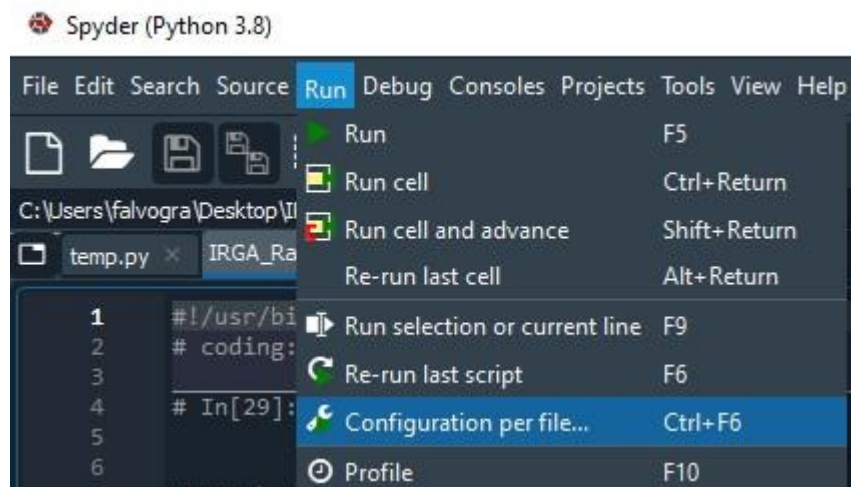 Spyder (Python 3.8)
File Edit Search Source Run Debug Consoles Projects Tools View Help
Run F5
Run cell Ctrl+Return
C:\Users\falvogra\Desktop\I
Run cell and advance Shift+Return
temp.py × IRGA_Ra
Re-run last cell Alt+Return
1 #!/usr/bi
Run selection or current line F9
2 # coding:
3
Re-run last script F6
4 # In[29]:
Configuration per file... Ctrl+F6
5
6
Profile F10